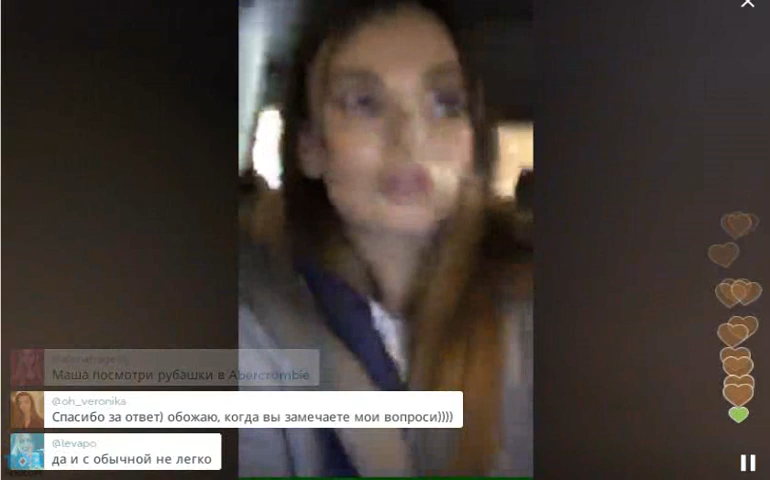 Маша посмотри рубашки в Abercrombie
@oh_veronika
Спасибо за ответ) обожаю, когда вы замечаете мои вопроси))))
@levapo
да и с обычной не легко